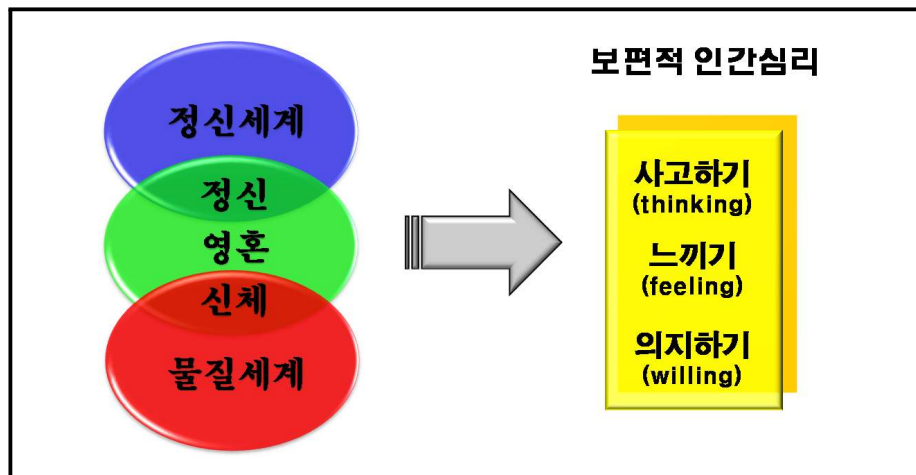 정신세계
정신
영혼
신체
물질세계
보편적 인간심리
사고하기
(thinking)
느끼기
(feeling)
의지하기
(willing)